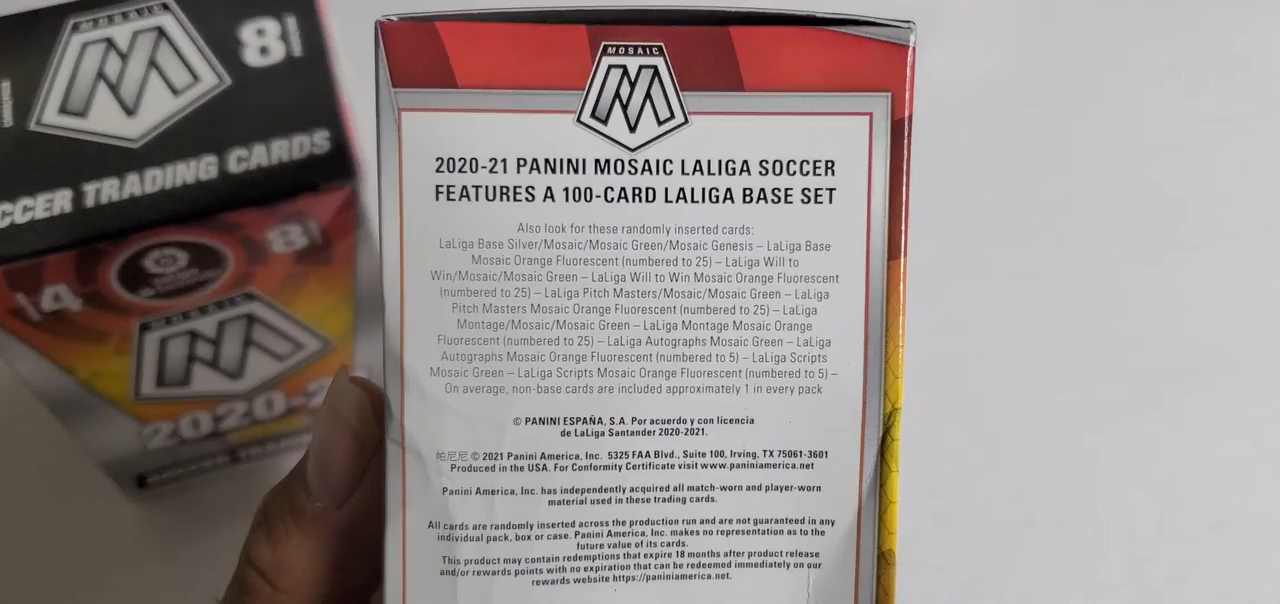 MOSAIC
8
CCER TRADING CARDS
4
8
MOSAIC
2020-2
MOSAIC
2020-21 PANINI MOSAIC LALIGA SOCCER
FEATURES A 100-CARD LALIGA BASE SET
Also look for these randomly inserted cards:
LaLiga Base Silver/Mosaic/Mosaic Green/Mosaic Genesis – LaLiga Base
Mosaic Orange Fluorescent (numbered to 25) – LaLiga Will to
Win/Mosaic/Mosaic Green – LaLiga Will to Win Mosaic Orange Fluorescent
(numbered to 25) – LaLiga Pitch Masters/Mosaic/Mosaic Green – LaLiga
Pitch Masters Mosaic Orange Fluorescent (numbered to 25) – LaLiga
Montage/Mosaic/Mosaic Green – LaLiga Montage Mosaic Orange
Fluorescent (numbered to 25) – LaLiga Autographs Mosaic Green – LaLiga
Autographs Mosaic Orange Fluorescent (numbered to 5) – LaLiga Scripts
Mosaic Green – LaLiga Scripts Mosaic Orange Fluorescent (numbered to 5) –
On average, non-base cards are included approximately 1 in every pack
© PANINI ESPAÑA, S.A. Por acuerdo y con licencia
de LaLiga Santander 2020-2021.
帕尼尼 © 2021 Panini America, Inc. 5325 FAA Blvd., Suite 100, Irving, TX 75061-3601
Produced in the USA. For Conformity Certificate visit www.paniniamerica.net
Panini America, Inc. has independently acquired all match-worn and player-worn
material used in these trading cards.
All cards are randomly inserted across the production run and are not guaranteed in any
individual pack, box or case. Panini America, Inc. makes no representation as to the
future value of its cards.
This product may contain redemptions that expire 18 months after product release
and/or rewards points with no expiration that can be redeemed immediately on our
rewards website https://paniniamerica.net.